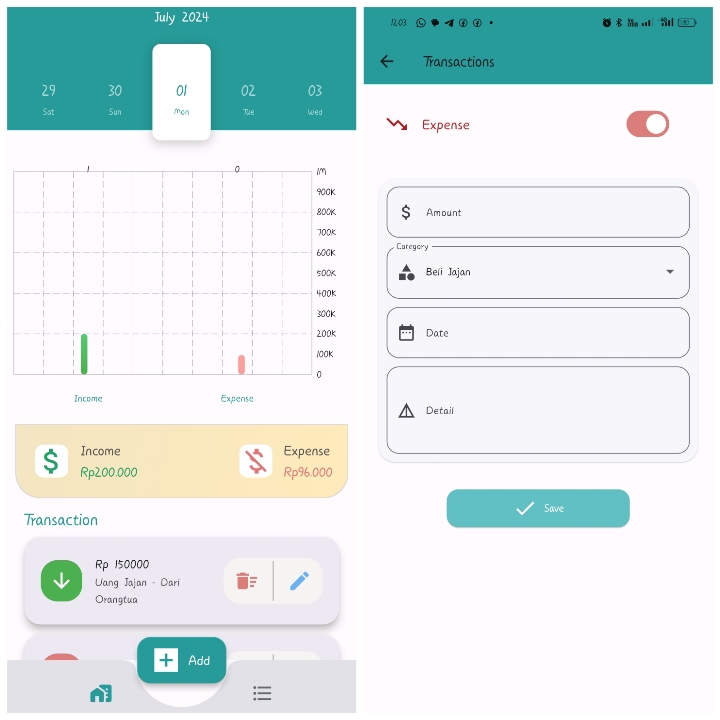 July 2024
29
30
01
02
03
Sat
Sun
Mon
Tue
Wed
1
0
1M
900K
800K
700K
600K
500K
400K
300K
200K
100K
0
Income
Expense
Income
Rp200.000
Expense
Rp96.000
Transaction
Rp 150000
Uang Jajan - Dari
Orangtua
Add
12.03
Transactions
Expense
Amount
Category
Beli Jajan
Date
Detail
Save